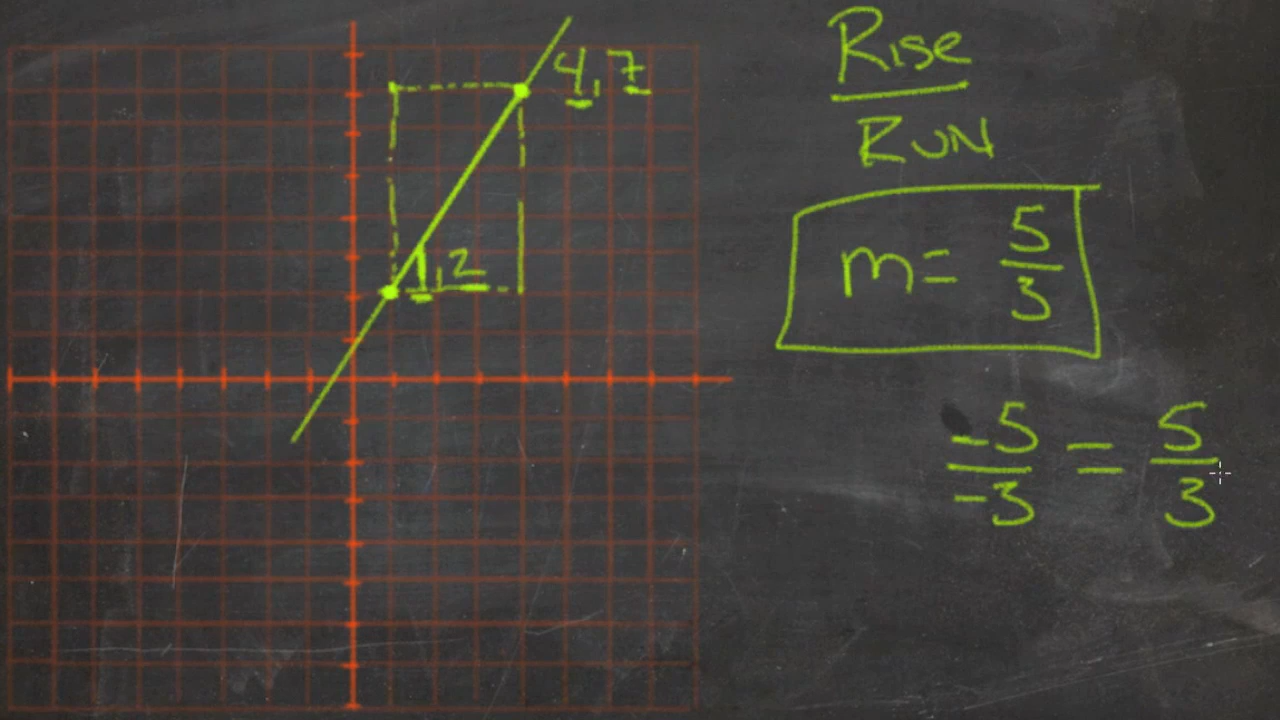 4,7
1,2
Rise
RUN
m= 5/3
-5/-3 = 5/3